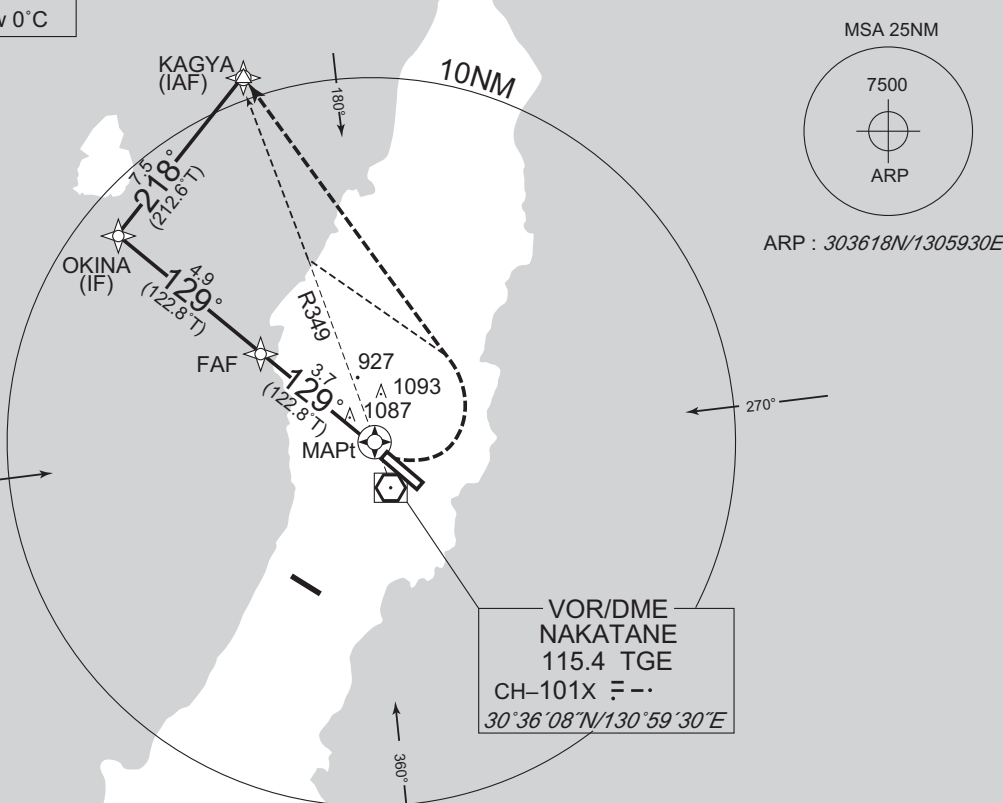 w 0°C
KAGYA
(IAF)
10NM
180°
MSA 25NM
7500
ARP
ARP : 303618N/1305930E
7.5
218°
(212.6°T)
OKINA
(IF)
4.9
129°
(122.8°T)
R349
FAF
3.7
129°
(122.8°T)
927
1093
1087
MAPt
270°
VOR/DME
NAKATANE
115.4 TGE
CH–101X
30°36´08˝N/130°59´30˝E
360°